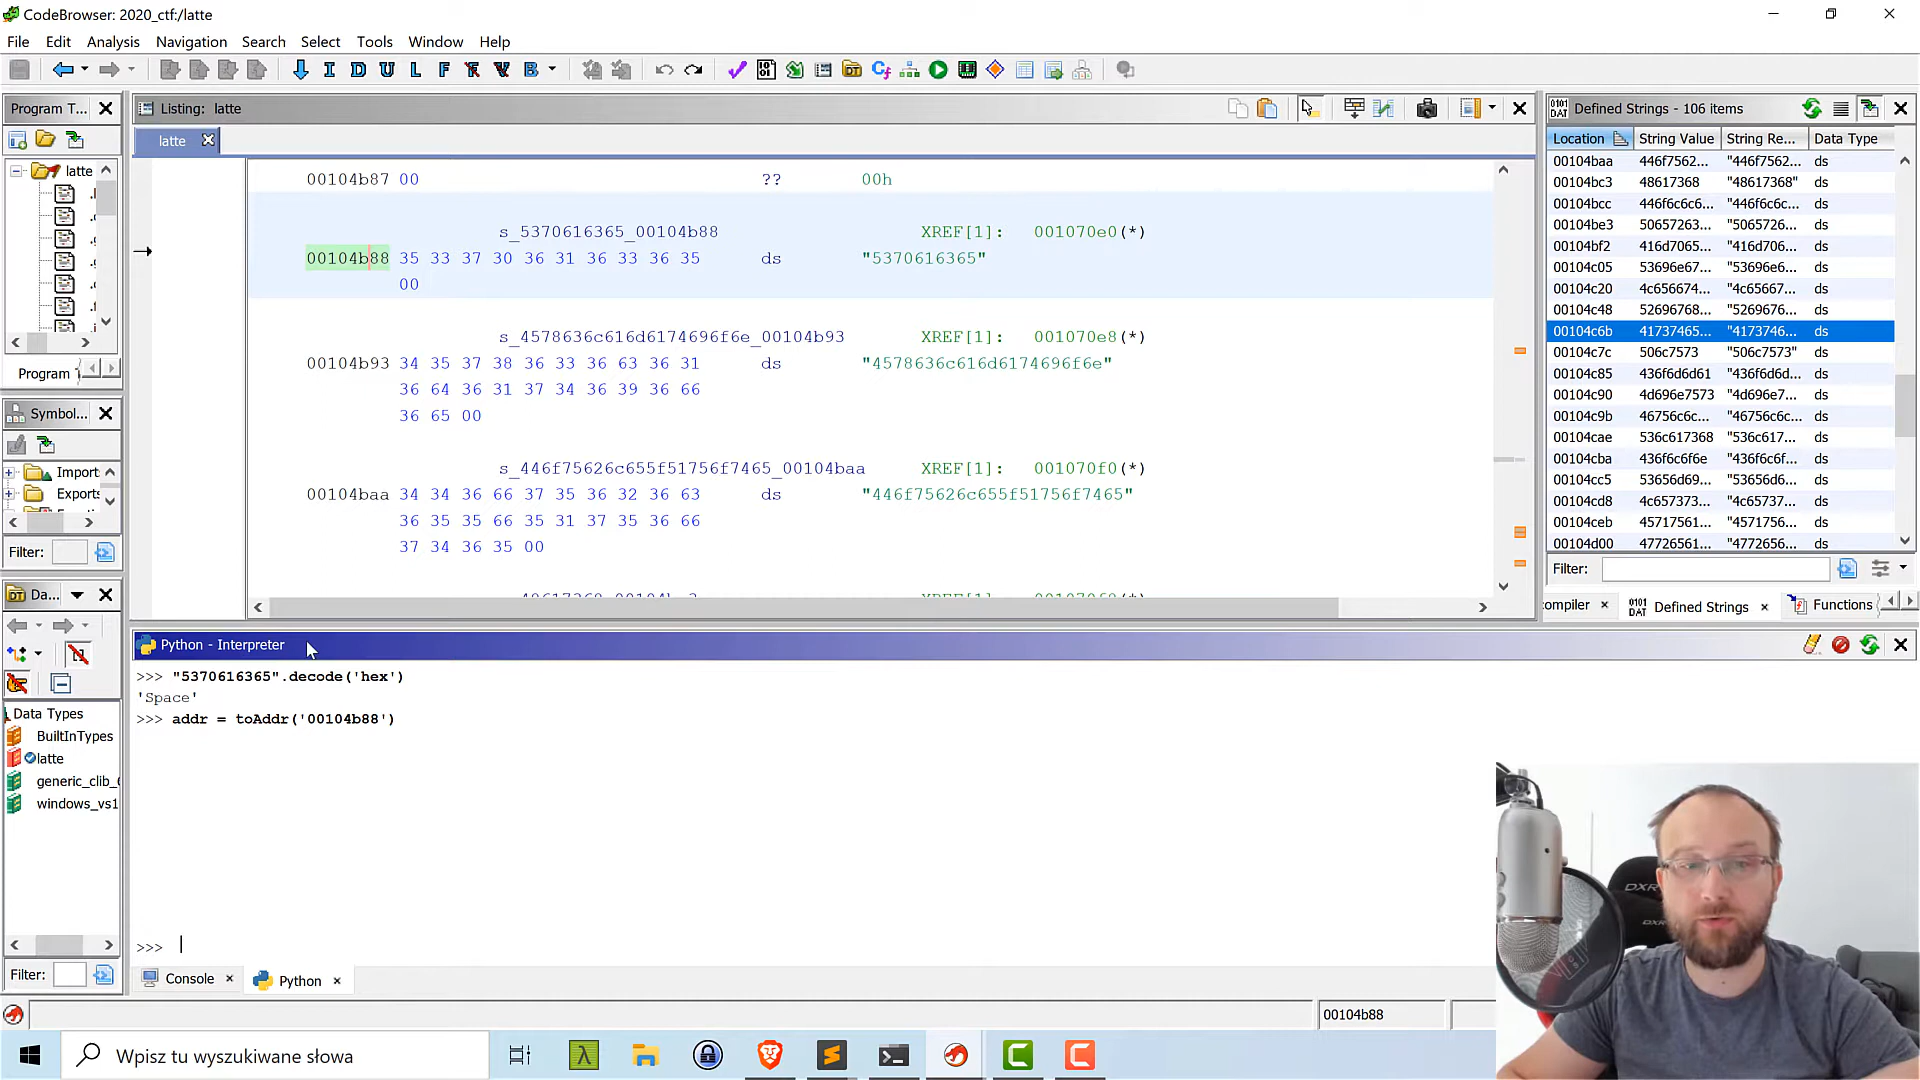 CodeBrowser: 2020_ctf:/latte
File Edit Analysis Navigation Search Select Tools Window Help
Program T...
latte
Program
Symbol...
Import
Exports
Filter:
Da...
Data Types
BuiltInTypes
latte
generic_clib_6
windows_vs1
Filter:
Listing: latte
latte
00104b87 00 ?? 00h
s_5370616365_00104b88 XREF[1]: 001070e0(*)
00104b88 35 33 37 30 36 31 36 33 36 35 ds "5370616365"
00
s_4578636c616d6174696f6e_00104b93 XREF[1]: 001070e8(*)
00104b93 34 35 37 38 36 33 36 63 36 31 ds "4578636c616d6174696f6e"
36 64 36 31 37 34 36 39 36 66
36 65 00
s_446f75626c655f51756f7465_00104baa XREF[1]: 001070f0(*)
00104baa 34 34 36 66 37 35 36 32 36 63 ds "446f75626c655f51756f7465"
36 35 35 66 35 31 37 35 36 66
37 34 36 35 00
Defined Strings - 106 items
Location String Value String Re... Data Type
00104baa 446f7562... "446f7562... ds
00104bc3 48617368 "48617368" ds
00104bcc 446f6c6c6... "446f6c6c... ds
00104be3 50657263... "5065726... ds
00104bf2 416d7065... "416d706... ds
00104c05 53696e67... "53696e6... ds
00104c20 4c656674... "4c65667... ds
00104c48 52696768... "5269676... ds
00104c6b 41737465... "4173746... ds
00104c7c 506c7573 "506c7573" ds
00104c85 436f6d6d61 "436f6d6d... ds
00104c90 4d696e7573 "4d696e7... ds
00104c9b 46756c6c... "46756c6... ds
00104cae 536c617368 "536c617... ds
00104cba 436f6c6f6e "436f6c6f... ds
00104cc5 53656d69... "53656d6... ds
00104cd8 4c657373... "4c65737... ds
00104ceb 45717561... "4571756... ds
00104d00 47726561... "4772656... ds
Filter:
compiler Defined Strings Functions
Python - Interpreter
>>> "5370616365".decode('hex')
'Space'
>>> addr = toAddr('00104b88')
>>>
Console Python
00104b88
Wpisz tu wyszukiwane słowa
DXR